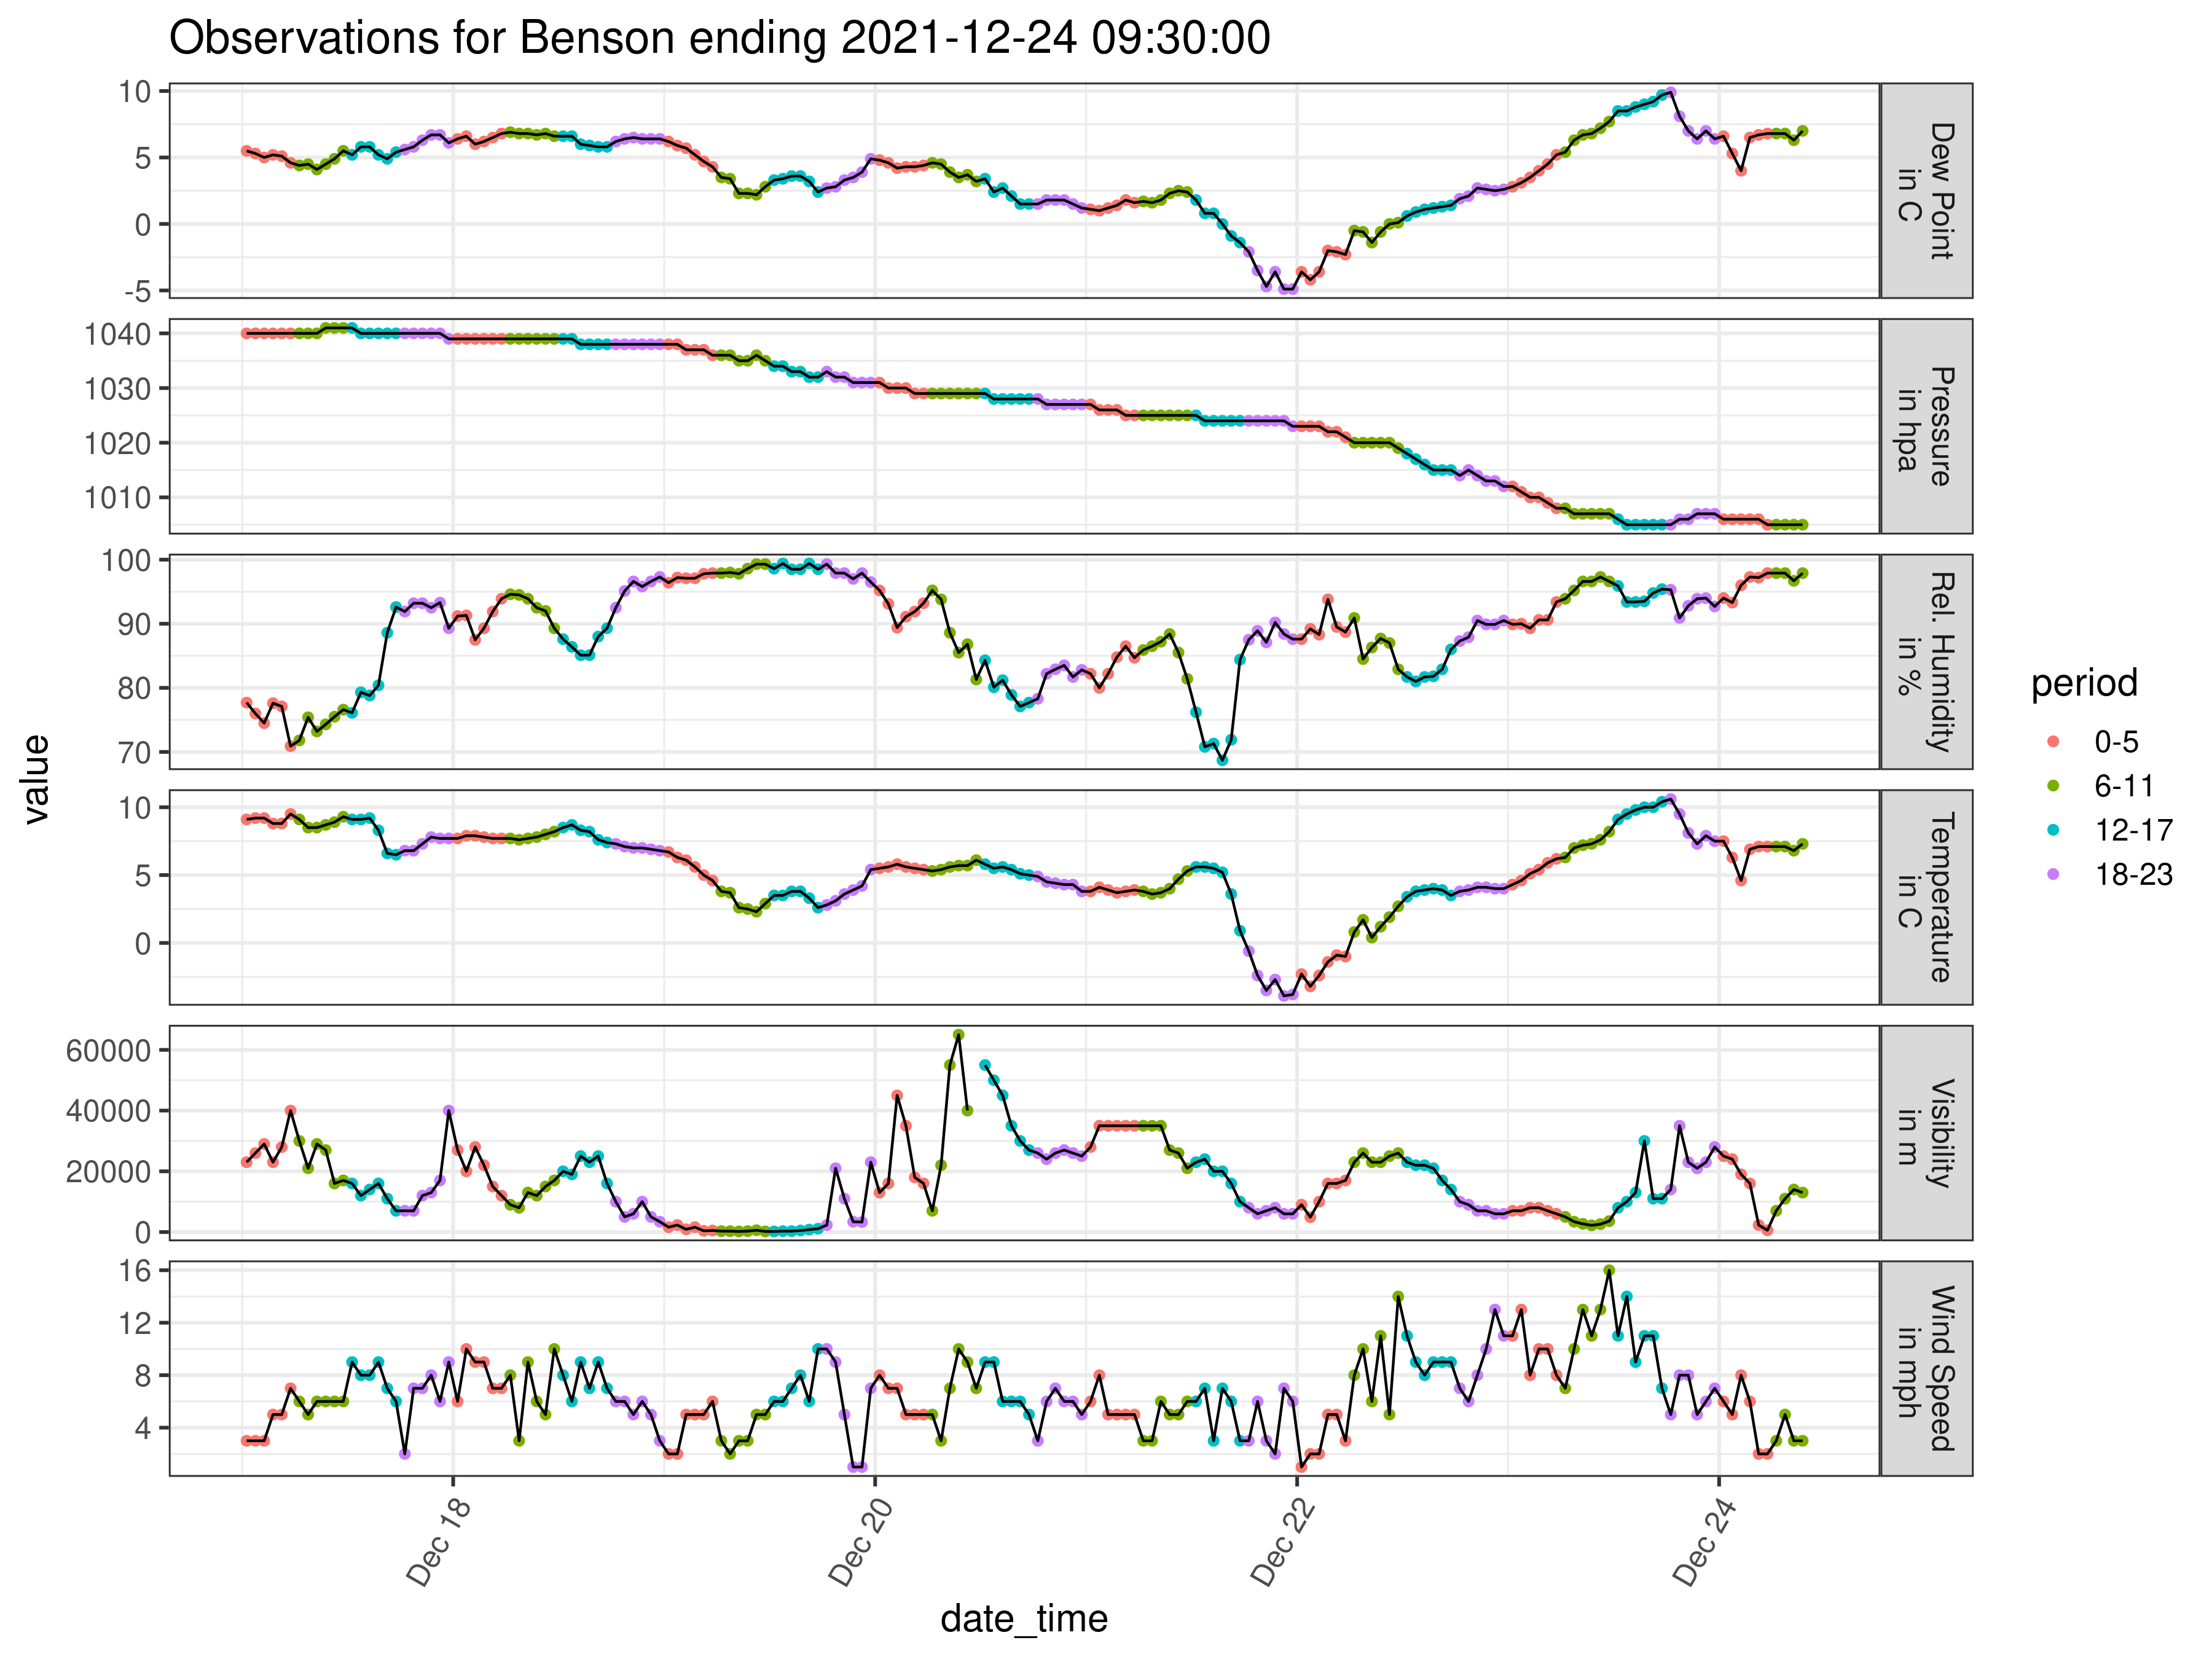 Observations for Benson ending 2021-12-24 09:30:00
10
5
0
-5
Dew Point
in C
1040
1030
1020
1010
Pressure
in hpa
100
90
80
70
Rel. Humidity
in %
10
5
0
Temperature
in C
60000
40000
20000
0
Visibility
in m
16
12
8
4
Wind Speed
in mph
value
Dec 18
Dec 20
Dec 22
Dec 24
date_time
period
0-5
6-11
12-17
18-23